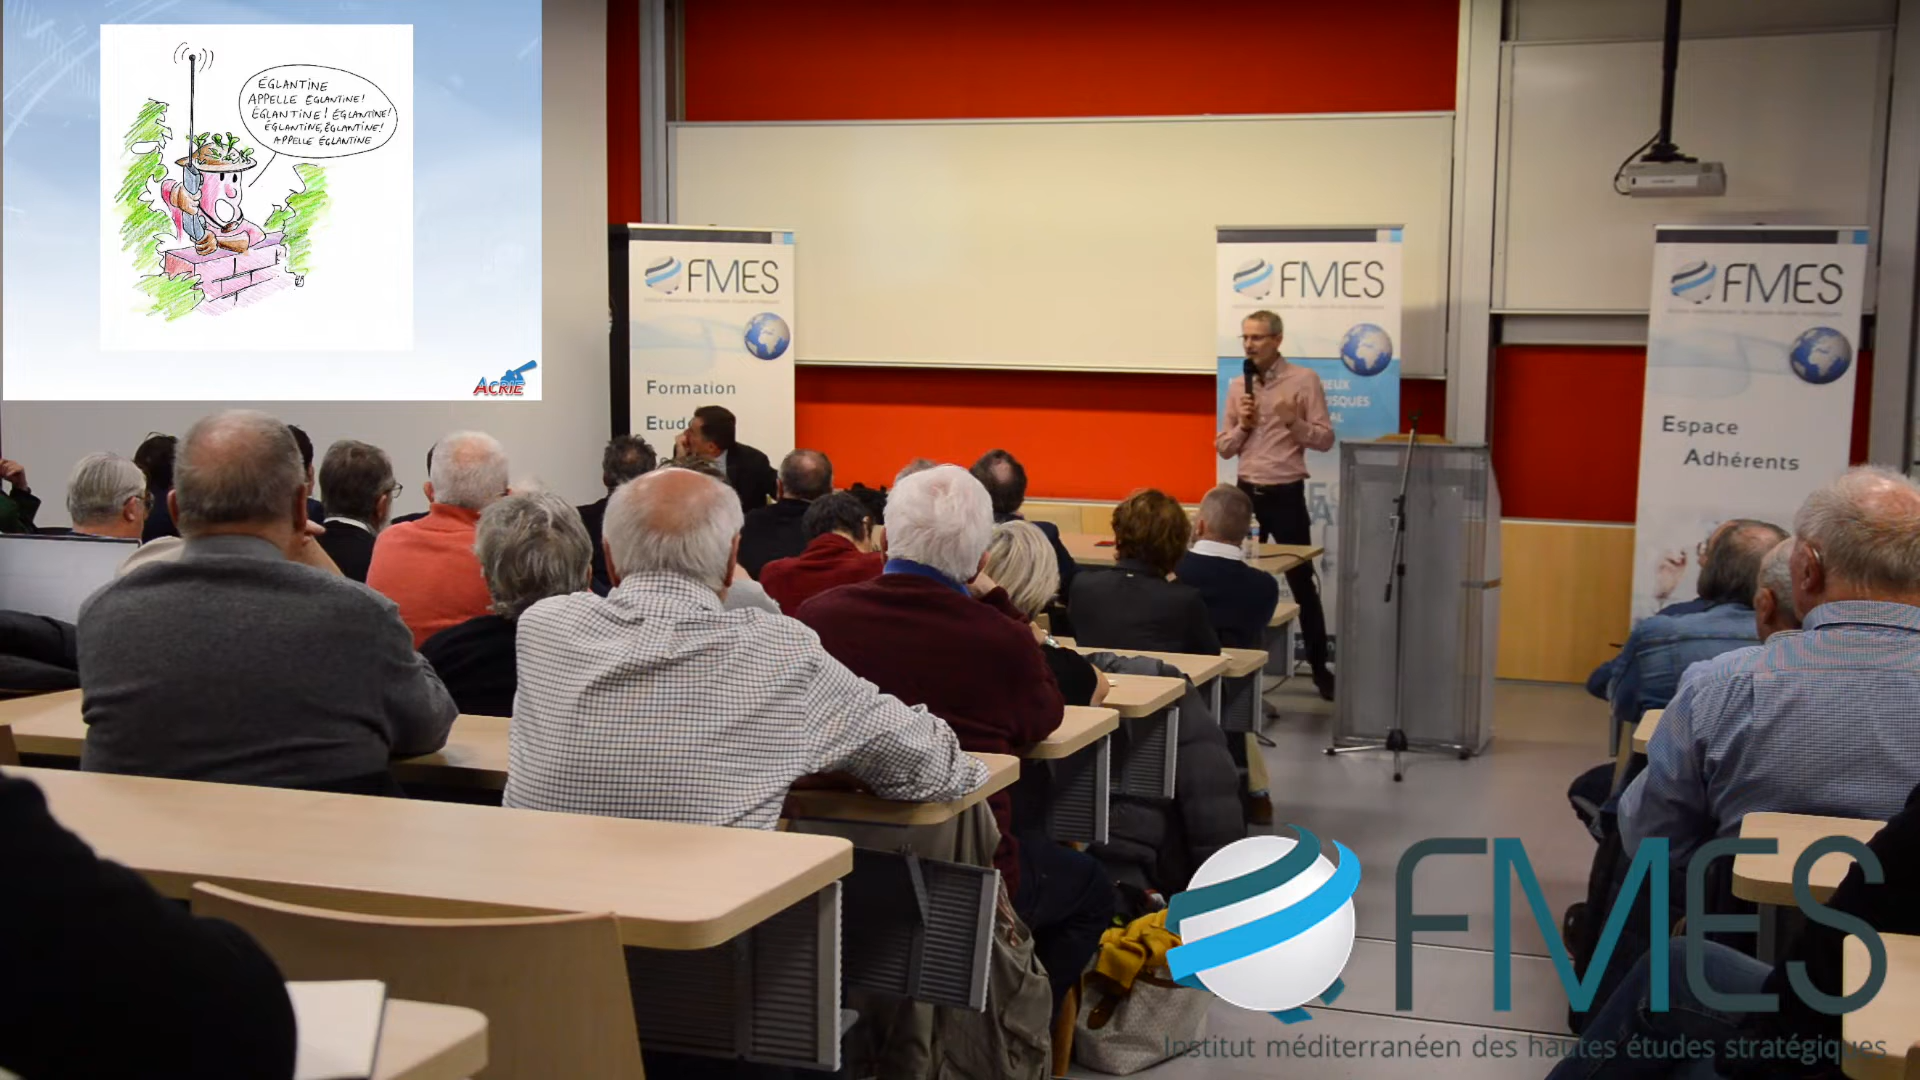 ÉGLANTINE
APPELLE ÉGLANTINE!
ÉGLANTINE! ÉGLANTINE!
ÉGLANTINE, ÉGLANTINE!
APPELLE ÉGLANTINE
ACRIE
FMES
Formation
FMES
FMES
Espace
Adhérents
FMES
Institut méditerranéen des hautes études stratégiques